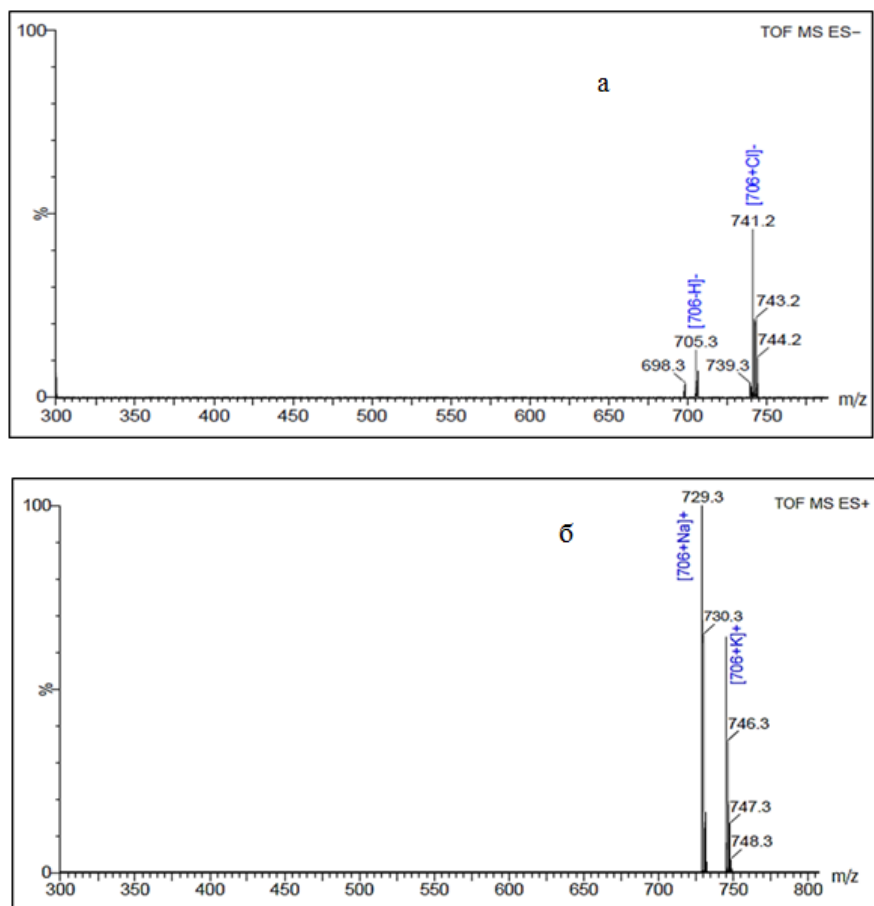 100
TOF MS ES−
а
%
[706-H]-
[706+Cl]-
741.2
705.3
698.3
739.3
743.2
744.2
0
300 350 400 450 500 550 600 650 700 750 m/z
100
TOF MS ES+
б
%
729.3
[706+Na]+
730.3
[706+K]+
746.3
747.3
748.3
0
300 350 400 450 500 550 600 650 700 750 800 m/z